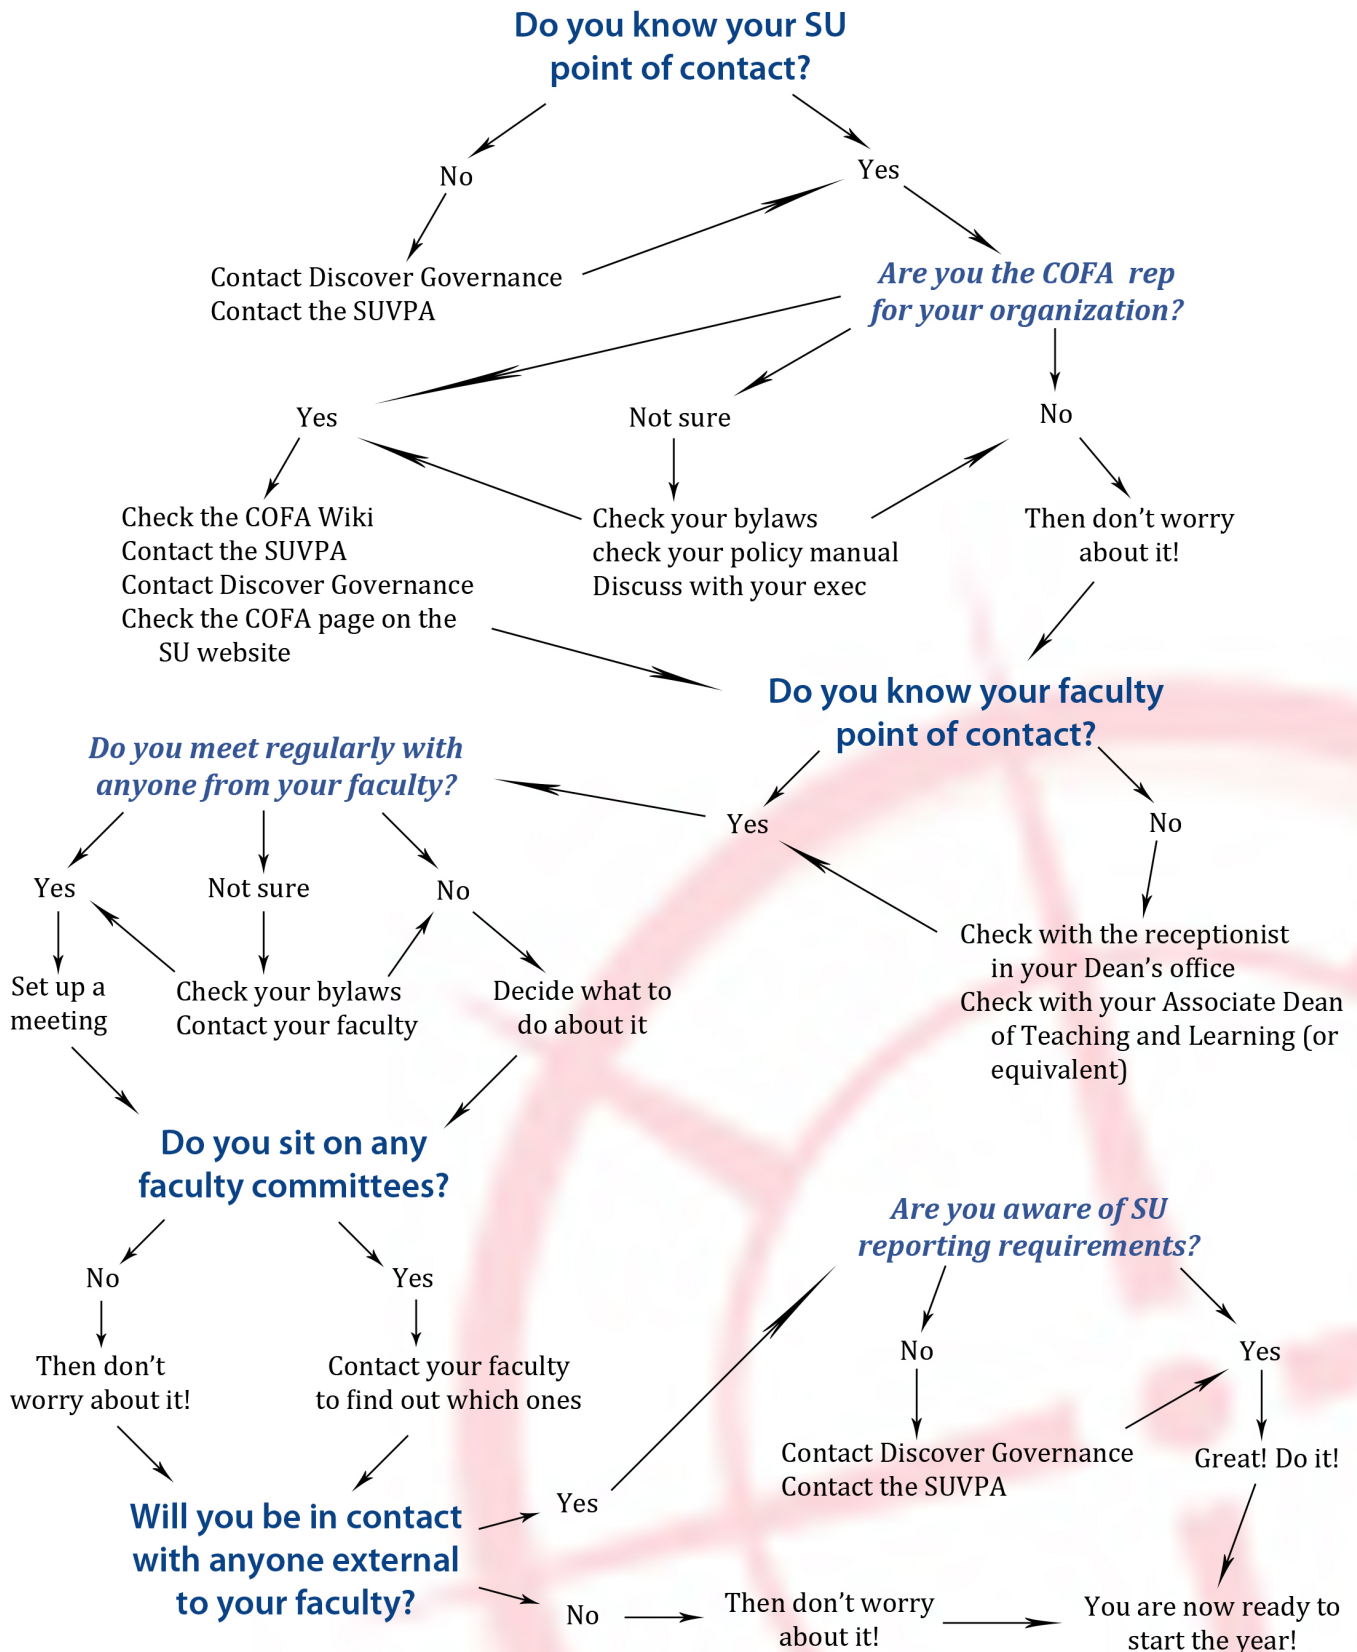 Do you know your SU
point of contact?
No
Yes
Contact Discover Governance
Contact the SUVPA
Are you the COFA rep
for your organization?
Yes
Not sure
No
Check the COFA Wiki
Contact the SUVPA
Contact Discover Governance
Check the COFA page on the
SU website
Check your bylaws
check your policy manual
Discuss with your exec
Then don't worry
about it!
Do you know your faculty
point of contact?
Yes
No
Check with the receptionist
in your Dean's office
Check with your Associate Dean
of Teaching and Learning (or
equivalent)
Do you meet regularly with
anyone from your faculty?
Yes
Not sure
No
Set up a
meeting
Check your bylaws
Contact your faculty
Decide what to
do about it
Do you sit on any
faculty committees?
No
Yes
Then don't
worry about it!
Contact your faculty
to find out which ones
Will you be in contact
with anyone external
to your faculty?
Yes
No
Then don't worry
about it!
Are you aware of SU
reporting requirements?
No
Yes
Contact Discover Governance
Contact the SUVPA
Great! Do it!
You are now ready to
start the year!